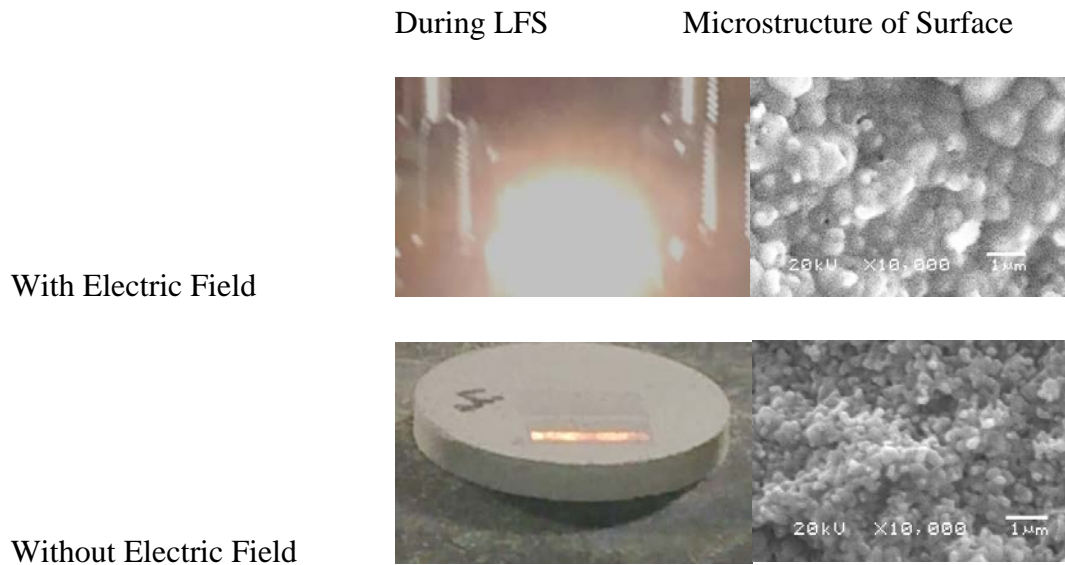 During LFS Microstructure of Surface
20kV X10,000 1μm
With Electric Field
20kV X10,000 1μm
Without Electric Field